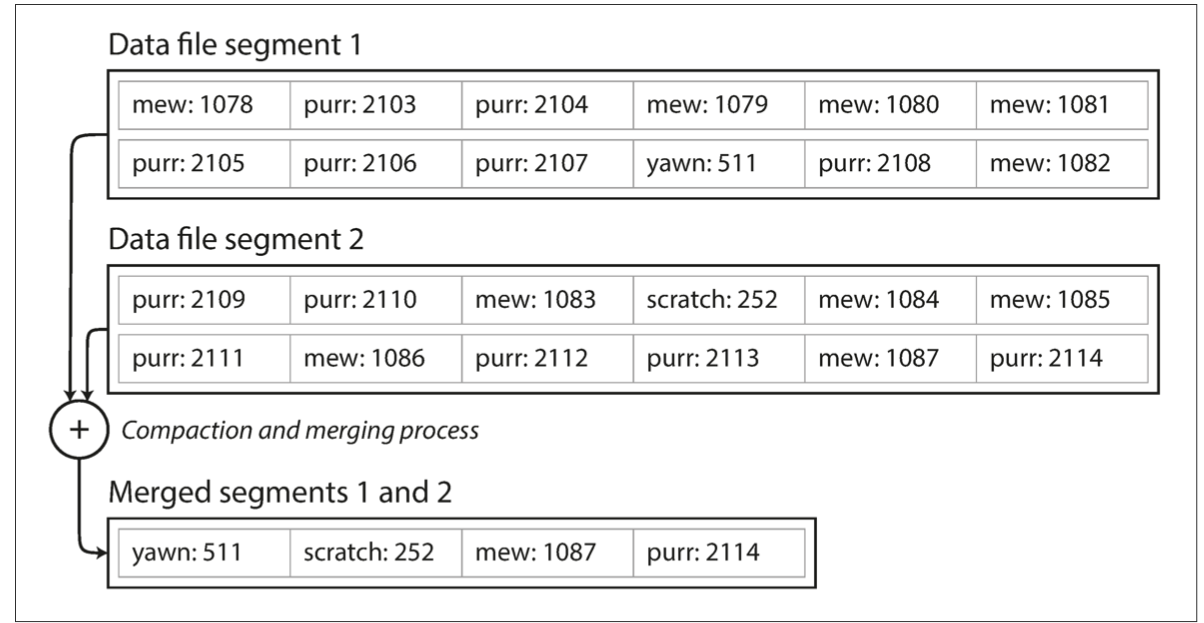 Data file segment 1
mew: 1078 purr: 2103 purr: 2104 mew: 1079 mew: 1080 mew: 1081
purr: 2105 purr: 2106 purr: 2107 yawn: 511 purr: 2108 mew: 1082
Data file segment 2
purr: 2109 purr: 2110 mew: 1083 scratch: 252 mew: 1084 mew: 1085
purr: 2111 mew: 1086 purr: 2112 purr: 2113 mew: 1087 purr: 2114
+ Compaction and merging process
Merged segments 1 and 2
yawn: 511 scratch: 252 mew: 1087 purr: 2114